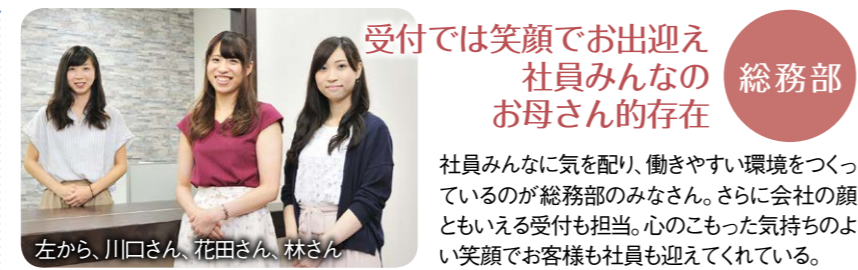 受付では笑顔でお出迎え
社員みんなの
お母さん的存在
総務部
社員みんなに気を配り、働きやすい環境をつくっ
ているのが総務部のみなさん。さらに会社の顔
ともいえる受付も担当。心のこもった気持ちのよ
い笑顔でお客様も社員も迎えてくれている。
左から、川口さん、花田さん、林さん